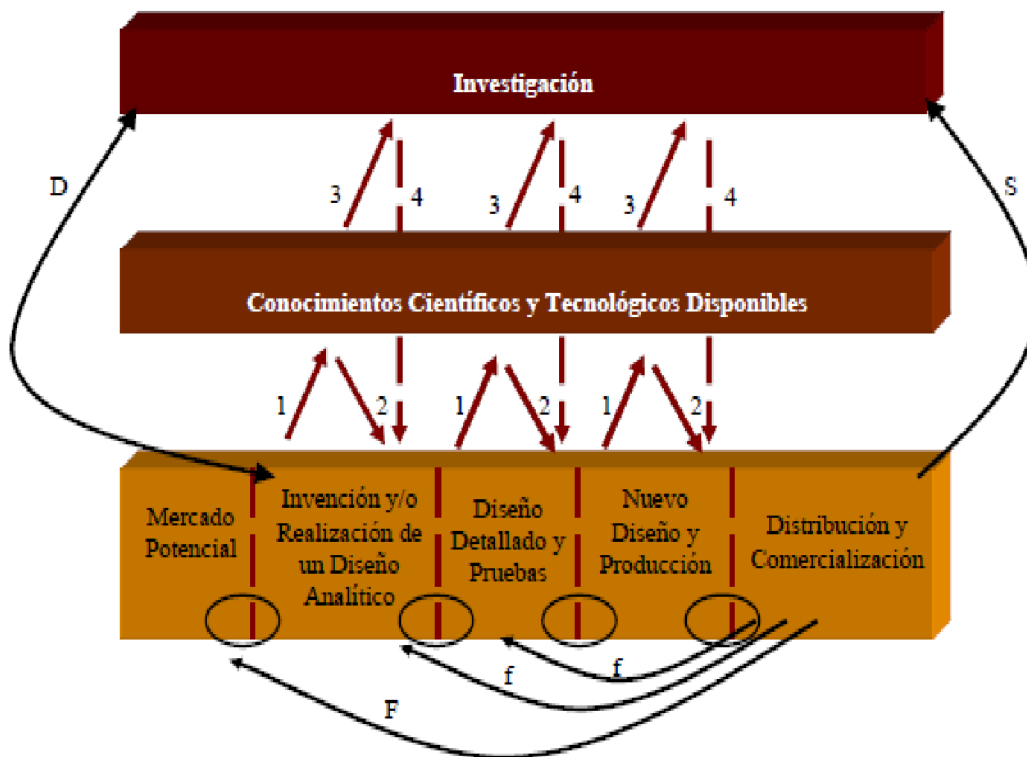 Investigación
D
S
3
4
3
4
3
4
Conocimientos Científicos y Tecnológicos Disponibles
1
2
1
2
1
2
Mercado
Potencial
Invención y/o
Realización de
un Diseño
Analítico
Diseño
Detallado y
Pruebas
Nuevo
Diseño y
Producción
Distribución y
Comercialización
f
f
F